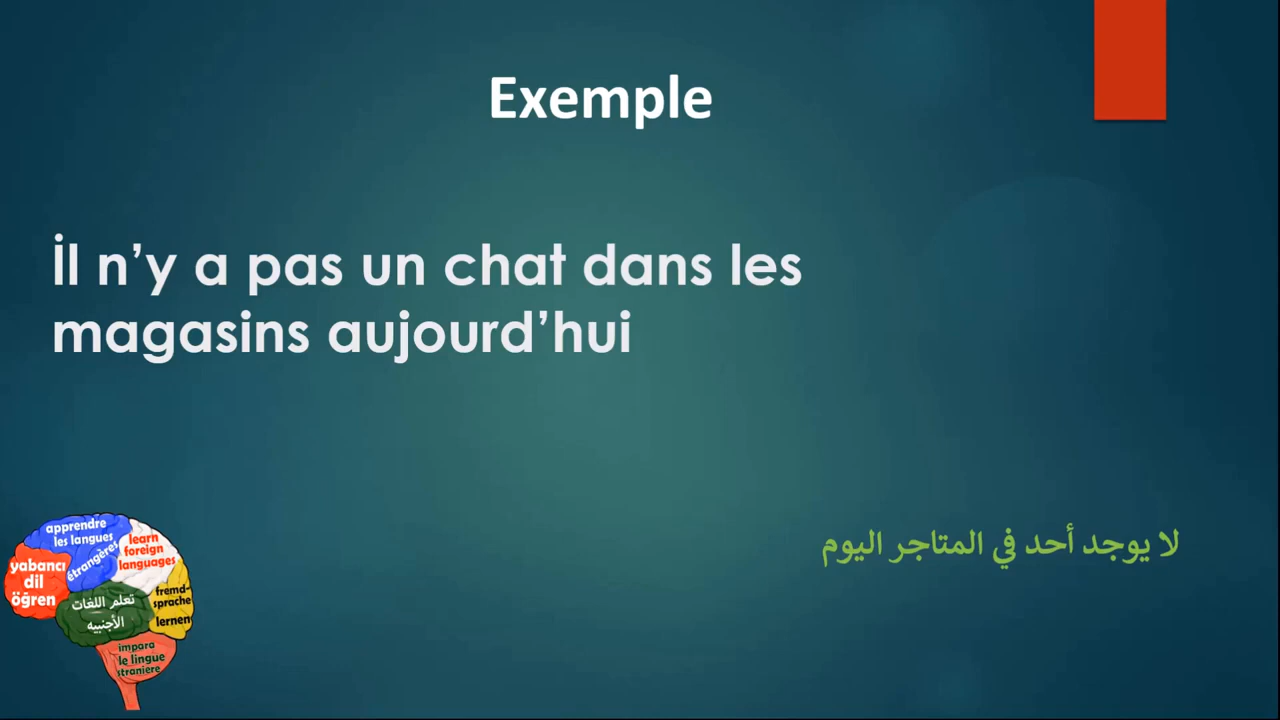 Exemple
İl n’y a pas un chat dans les
magasins aujourd’hui
لا يوجد أحد في المتاجر اليوم
apprendre
les langues
étrangères
learn
foreign
languages
yabancı
dil
öğren
fremd-
sprache
lernen
تعلم اللغات
الأجنبيه
impara
le lingue
straniere